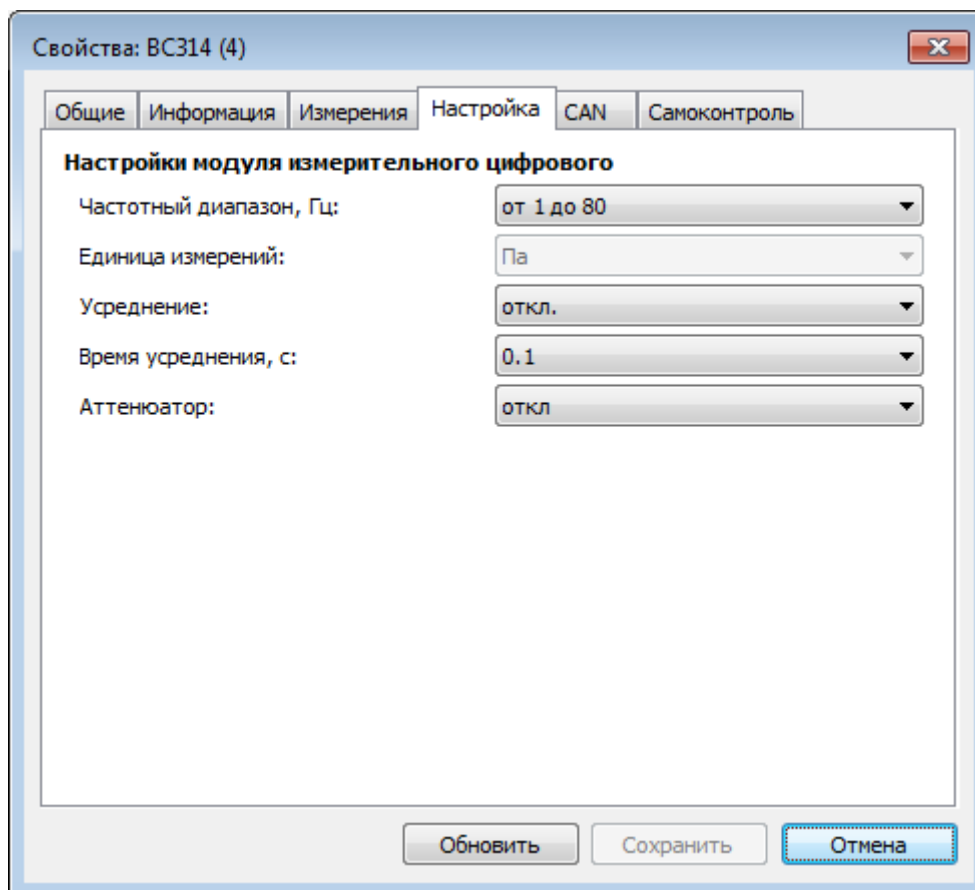 Свойства: ВС314 (4)
Общие Информация Измерения Настройка CAN Самоконтроль
Настройки модуля измерительного цифрового
Частотный диапазон, Гц: от 1 до 80
Единица измерений: Па
Усреднение: откл.
Время усреднения, с: 0.1
Аттенюатор: откл
Обновить Сохранить Отмена